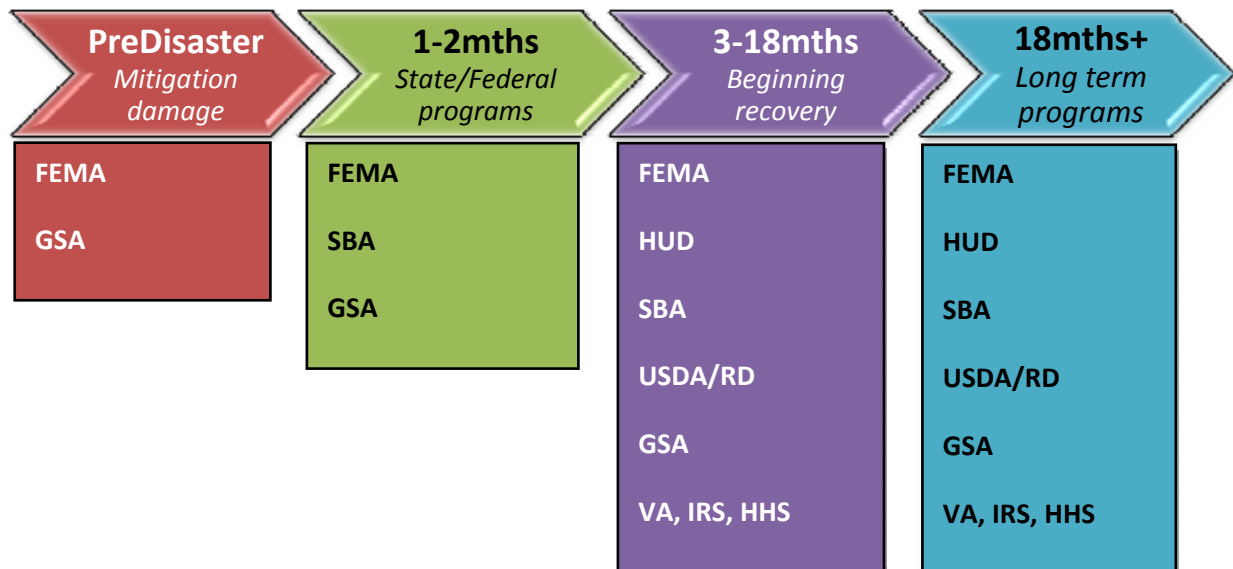 PreDisaster
Mitigation
damage
FEMA
GSA
1-2mths
State/Federal
programs
FEMA
SBA
GSA
3-18mths
Beginning
recovery
FEMA
HUD
SBA
USDA/RD
GSA
VA, IRS, HHS
18mths+
Long term
programs
FEMA
HUD
SBA
USDA/RD
GSA
VA, IRS, HHS